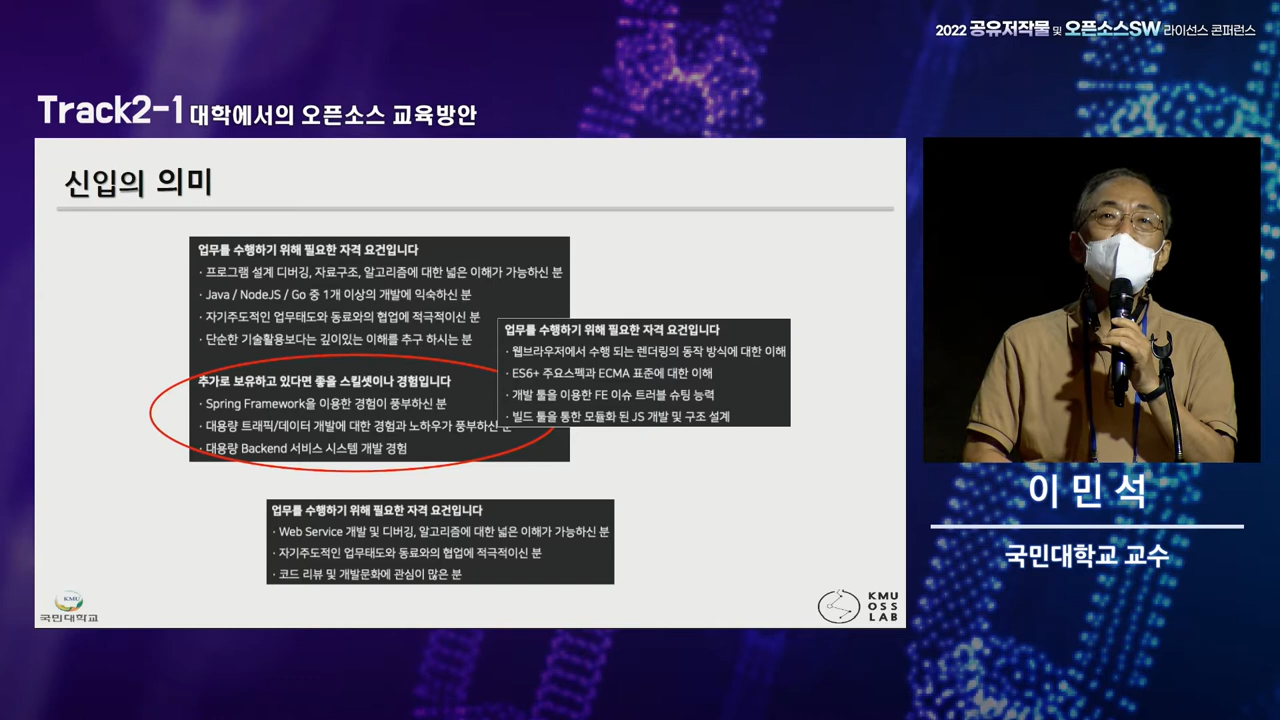 2022 공유저작물 및 오픈소스SW 라이선스 콘퍼런스
Track2-1 대학에서의 오픈소스 교육방안
신입의 의미
업무를 수행하기 위해 필요한 자격 요건입니다
· 프로그램 설계 디버깅, 자료구조, 알고리즘에 대한 넓은 이해가 가능하신 분
· Java / NodeJS / Go 중 1개 이상의 개발에 익숙하신 분
· 자기주도적인 업무태도와 동료와의 협업에 적극적이신 분
· 단순한 기술활용보다는 깊이있는 이해를 추구 하시는 분
추가로 보유하고 있다면 좋을 스킬셋이나 경험입니다
· Spring Framework을 이용한 경험이 풍부하신 분
· 대용량 트래픽/데이터 개발에 대한 경험과 노하우가 풍부하신 분
· 대용량 Backend 서비스 시스템 개발 경험
업무를 수행하기 위해 필요한 자격 요건입니다
· 웹브라우저에서 수행 되는 렌더링의 동작 방식에 대한 이해
· ES6+ 주요스펙과 ECMA 표준에 대한 이해
· 개발 툴을 이용한 FE 이슈 트러블 슈팅 능력
· 빌드 툴을 통한 모듈화 된 JS 개발 및 구조 설계
업무를 수행하기 위해 필요한 자격 요건입니다
· Web Service 개발 및 디버깅, 알고리즘에 대한 넓은 이해가 가능하신 분
· 자기주도적인 업무태도와 동료와의 협업에 적극적이신 분
· 코드 리뷰 및 개발문화에 관심이 많은 분
KMU
국민대학교
KMU
OSS
LAB
이민석
국민대학교 교수